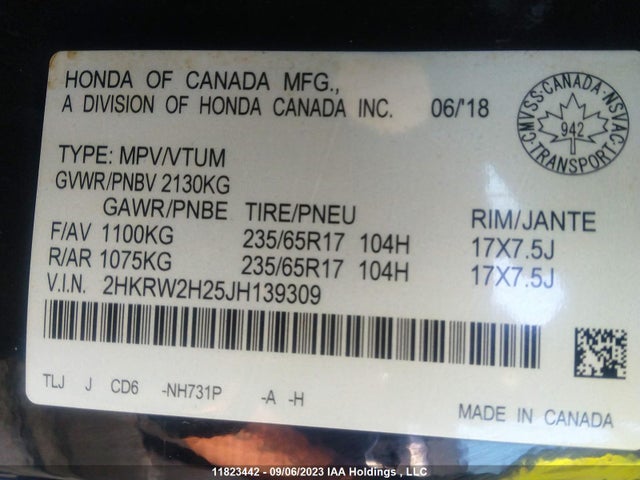 HONDA OF CANADA MFG.,
A DIVISION OF HONDA CANADA INC. 06/'18
CMVSS·CANADA·NSVAC
942
·TRANSPORT·
TYPE: MPV/VTUM
GVWR/PNBV 2130KG
GAWR/PNBE TIRE/PNEU RIM/JANTE
F/AV 1100KG 235/65R17 104H 17X7.5J
R/AR 1075KG 235/65R17 104H 17X7.5J
V.I.N. 2HKRW2H25JH139309
TLJ J CD6 -NH731P -A -H
MADE IN CANADA
11823442 - 09/06/2023 IAA Holdings , LLC